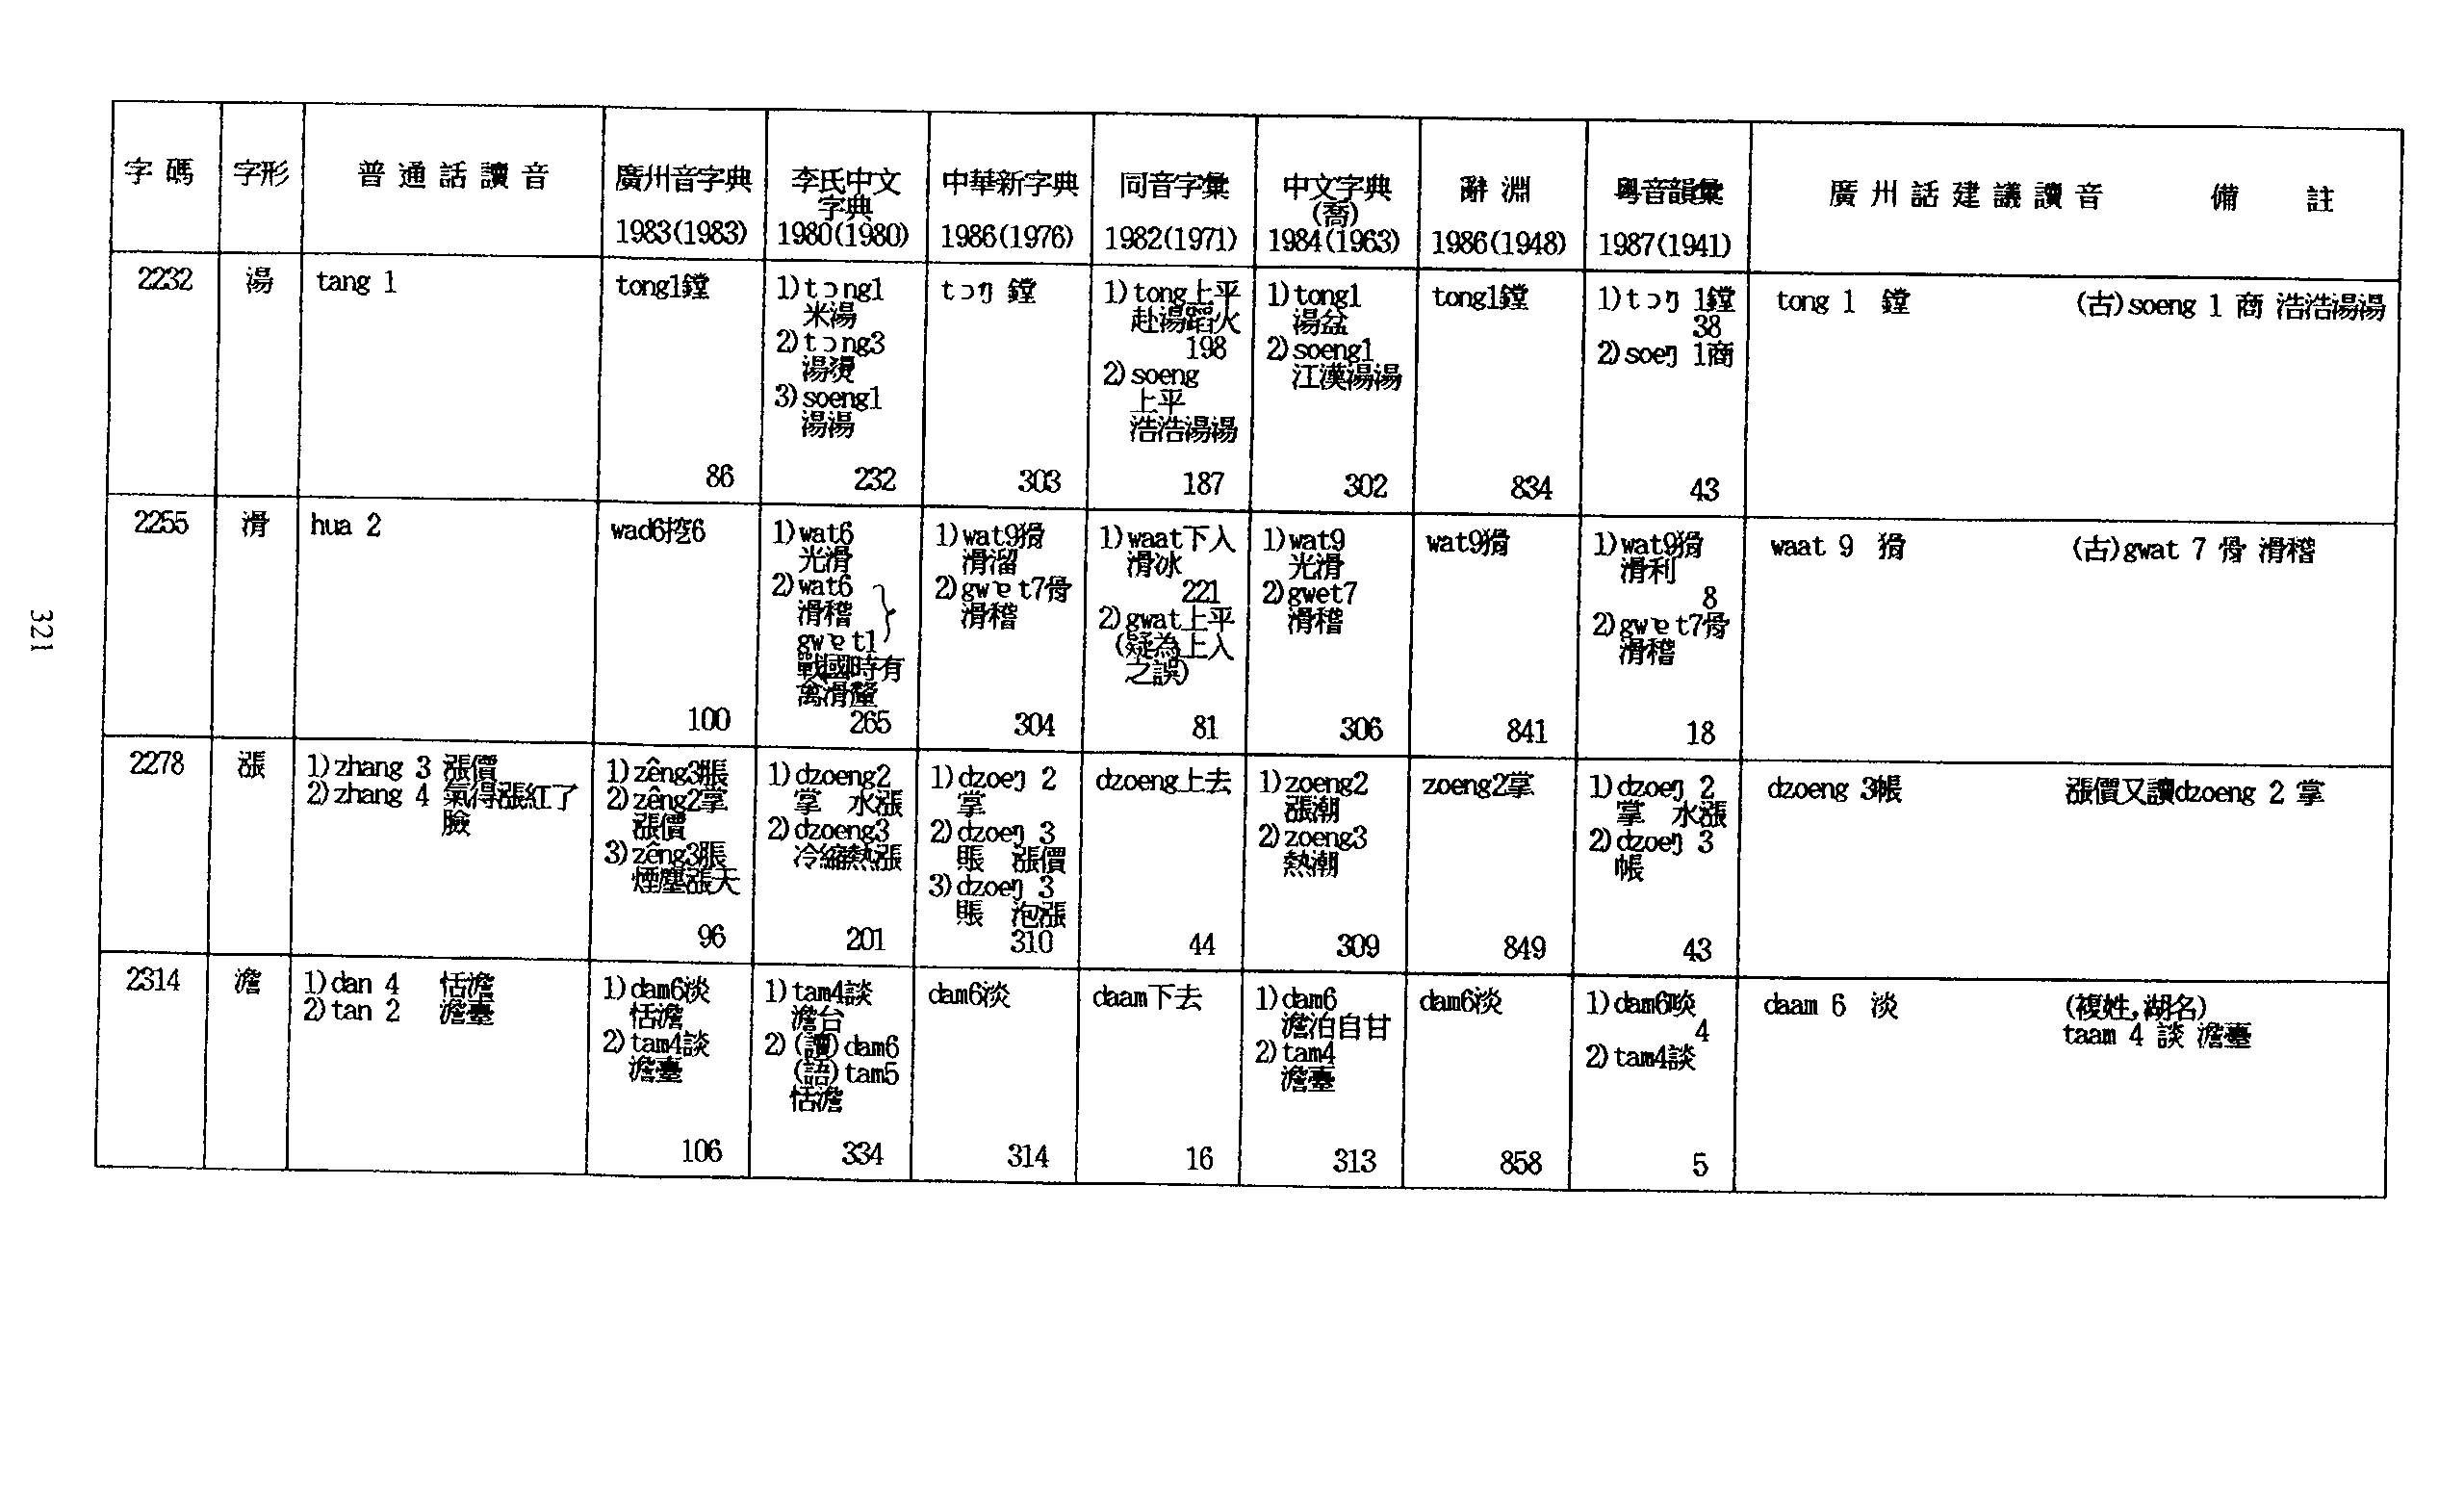 字 碼
字形
普 通 話 讀 音
廣州音字典
1983(1983)
李氏中文
字典
1980(1980)
中華新字典
1986(1976)
同音字彙
1982(1971)
中文字典
(喬)
1984(1963)
辭 淵
1986(1948)
粵音韻彙
1987(1941)
廣 州 話 建 議 讀 音
備 註
2232
湯
tang 1
tong1鏜
86
1)tɔng1
米湯
2)tɔng3
湯燙
3)soeng1
湯湯
232
tɔŋ 鏜
303
1)tong上平
赴湯蹈火
198
2)soeng
上平
浩浩湯湯
187
1)tong1
湯盆
2)soeng1
江漢湯湯
302
tong1鏜
834
1)tɔŋ 1鏜
38
2)soeŋ 1商
43
tong 1 鏜
(古)soeng 1 商 浩浩湯湯
2255
滑
hua 2
wad6挖6
100
1)wat6
光滑
2)wat6
滑稽
gwɐt1
戰國時有
禽滑釐
265
1)wat9猾
滑溜
2)gwɐt7骨
滑稽
304
1)waat下入
滑冰
221
2)gwat上平
(疑為上入
之誤)
81
1)wat9
光滑
2)gwet7
滑稽
306
wat9猾
841
1)wat9猾
滑利
8
2)gwɐt7骨
滑稽
18
waat 9 猾
(古)gwat 7 骨 滑稽
2278
漲
1)zhang 3 漲價
2)zhang 4 氣得漲紅了
臉
1)zêng3賬
2)zêng2掌
漲價
3)zêng3賬
煙塵漲天
96
1)dzoeng2
掌 水漲
2)dzoeng3
冷縮熱漲
201
1)dzoeŋ 2
掌
2)dzoeŋ 3
賬 漲價
3)dzoeŋ 3
賬 泡漲
310
dzoeng上去
44
1)zoeng2
漲潮
2)zoeng3
熱潮
309
zoeng2掌
849
1)dzoeŋ 2
掌 水漲
2)dzoeŋ 3
帳
43
dzoeng 3帳
漲價又讀dzoeng 2 掌
2314
澹
1)dan 4 恬澹
2)tan 2 澹臺
1)dam6淡
恬澹
2)tam4談
澹臺
106
1)tam4談
澹台
2)(讀)dam6
(語)tam5
恬澹
334
dam6淡
314
daam下去
16
1)dam6
澹泊自甘
2)tam4
澹臺
313
dam6淡
858
1)dam6啖
4
2)tam4談
5
daam 6 淡
(複姓,湖名)
taam 4 談 澹臺
321